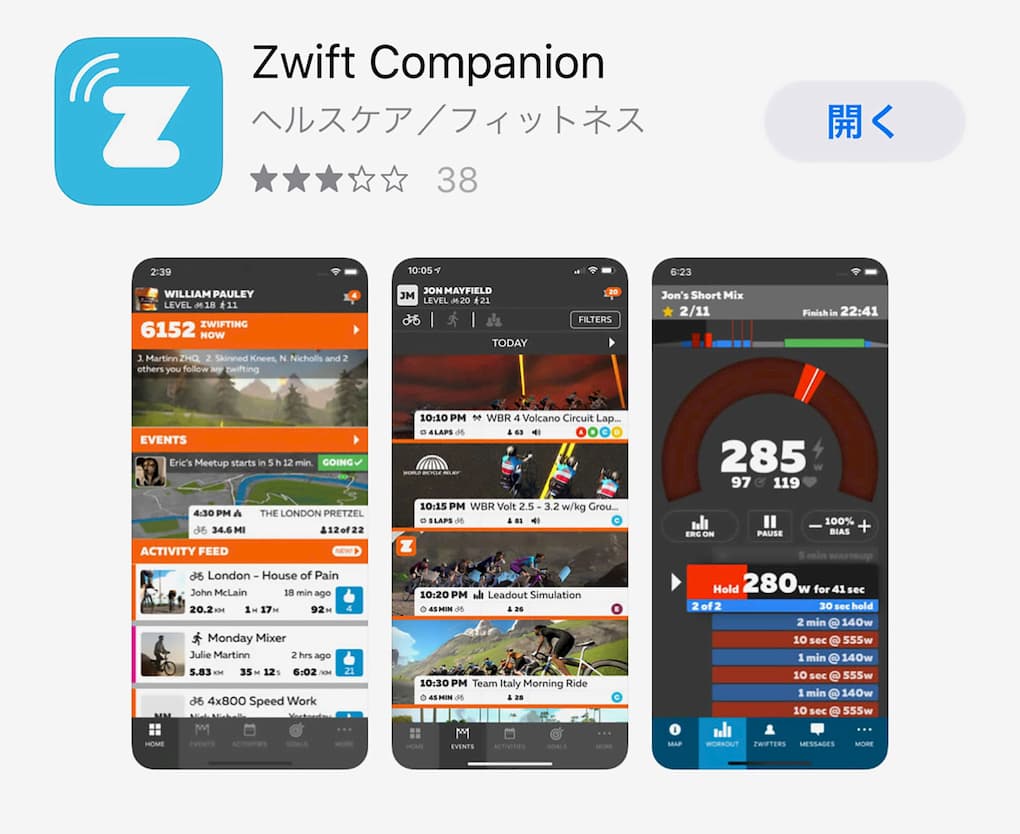 Zwift Companion
ヘルスケア／フィットネス
38
開く
2:39
WILLIAM PAULEY
LEVEL 18 11
4
6152 ZWIFTING NOW
J. Martinn ZHQ, 2. Skinned Knees, N. Nicholls and 2
others you follow are zwifting
EVENTS
Eric's Meetup starts in 5 h 12 min.
GOING
4:30 PM THE LONDON PRETZEL
34.6 MI 12 of 22
ACTIVITY FEED
NEW
London - House of Pain
John McLain 18 min ago
20.2 KM 1 H 17 M 92 M
4
Monday Mixer
Julie Martinn 2 hrs ago
5.83 KM 35 M 12 S 6:02 /KM
21
4x800 Speed Work
Yesterday
HOME EVENTS ACTIVITIES GOALS MORE
10:05
JM
JON MAYFIELD
LEVEL 20 21
20
FILTERS
TODAY
10:10 PM WBR 4 Volcano Circuit Lap...
4 LAPS 63 A B C D
WORLD BICYCLE RELIEF
10:15 PM WBR Volt 2.5 - 3.2 w/kg Grou...
5 LAPS 81 C
Z
10:20 PM Leadout Simulation
45 MIN 26 E
10:30 PM Team Italy Morning Ride
45 MIN 28 C
HOME EVENTS ACTIVITIES GOALS MORE
6:23
Jon's Short Mix
2/11 Finish in 22:41
285 W
97 119
ERG ON
PAUSE
− 100% +
BIAS
5 min warmup
Hold 280W for 41 sec
2 of 2 30 sec hold
2 min @ 140w
10 sec @ 555w
1 min @ 140w
10 sec @ 555w
1 min @ 140w
10 sec @ 555w
MAP WORKOUT ZWIFTERS MESSAGES MORE